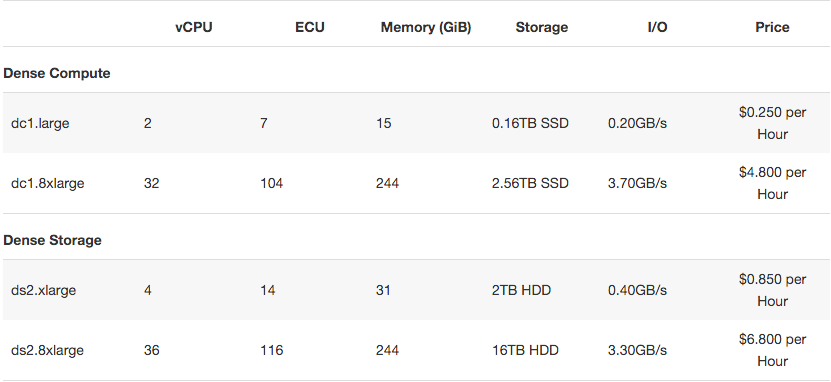 vCPU ECU Memory (GiB) Storage I/O Price
Dense Compute
dc1.large 2 7 15 0.16TB SSD 0.20GB/s $0.250 per
Hour
dc1.8xlarge 32 104 244 2.56TB SSD 3.70GB/s $4.800 per
Hour
Dense Storage
ds2.xlarge 4 14 31 2TB HDD 0.40GB/s $0.850 per
Hour
ds2.8xlarge 36 116 244 16TB HDD 3.30GB/s $6.800 per
Hour